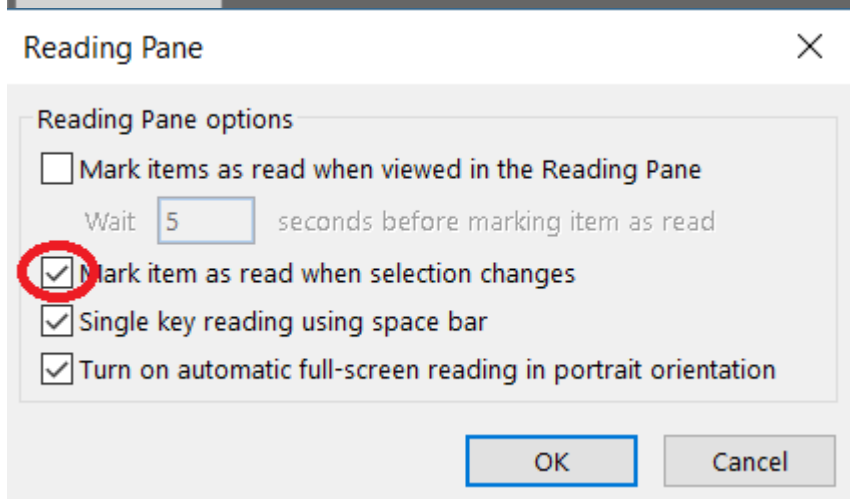 Reading Pane
Reading Pane options
Mark items as read when viewed in the Reading Pane
Wait 5 seconds before marking item as read
Mark item as read when selection changes
Single key reading using space bar
Turn on automatic full-screen reading in portrait orientation
OK Cancel